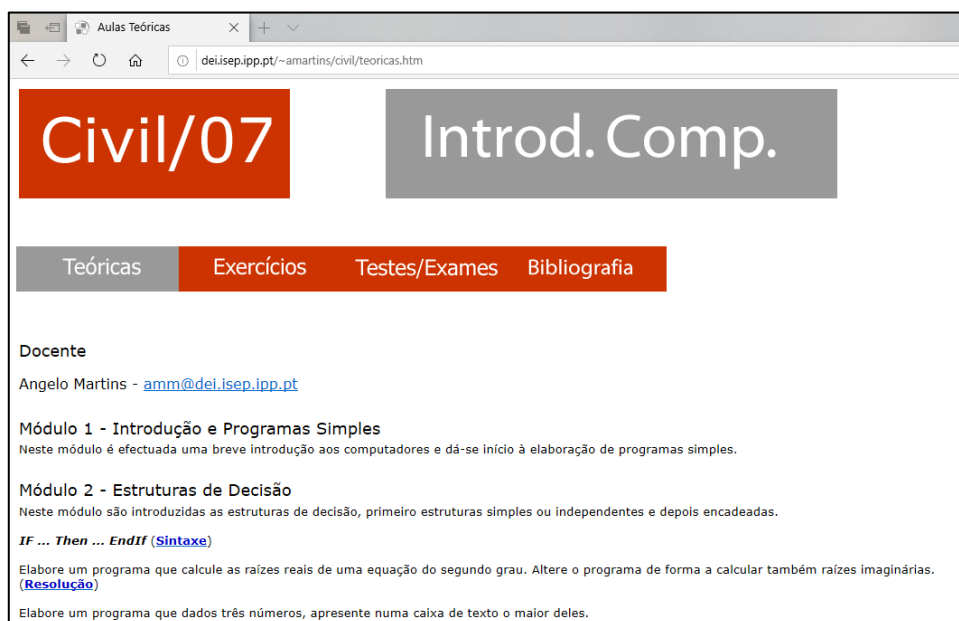 Aulas Teóricas
dei.isep.ipp.pt/~amartins/civil/teoricas.htm
Civil/07
Introd. Comp.
Teóricas Exercícios Testes/Exames Bibliografia
Docente
Angelo Martins - amm@dei.isep.ipp.pt
Módulo 1 - Introdução e Programas Simples
Neste módulo é efectuada uma breve introdução aos computadores e dá-se início à elaboração de programas simples.
Módulo 2 - Estruturas de Decisão
Neste módulo são introduzidas as estruturas de decisão, primeiro estruturas simples ou independentes e depois encadeadas.
IF ... Then ... EndIf (Sintaxe)
Elabore um programa que calcule as raízes reais de uma equação do segundo grau. Altere o programa de forma a calcular também raízes imaginárias.
(Resolução)
Elabore um programa que dados três números, apresente numa caixa de texto o maior deles.